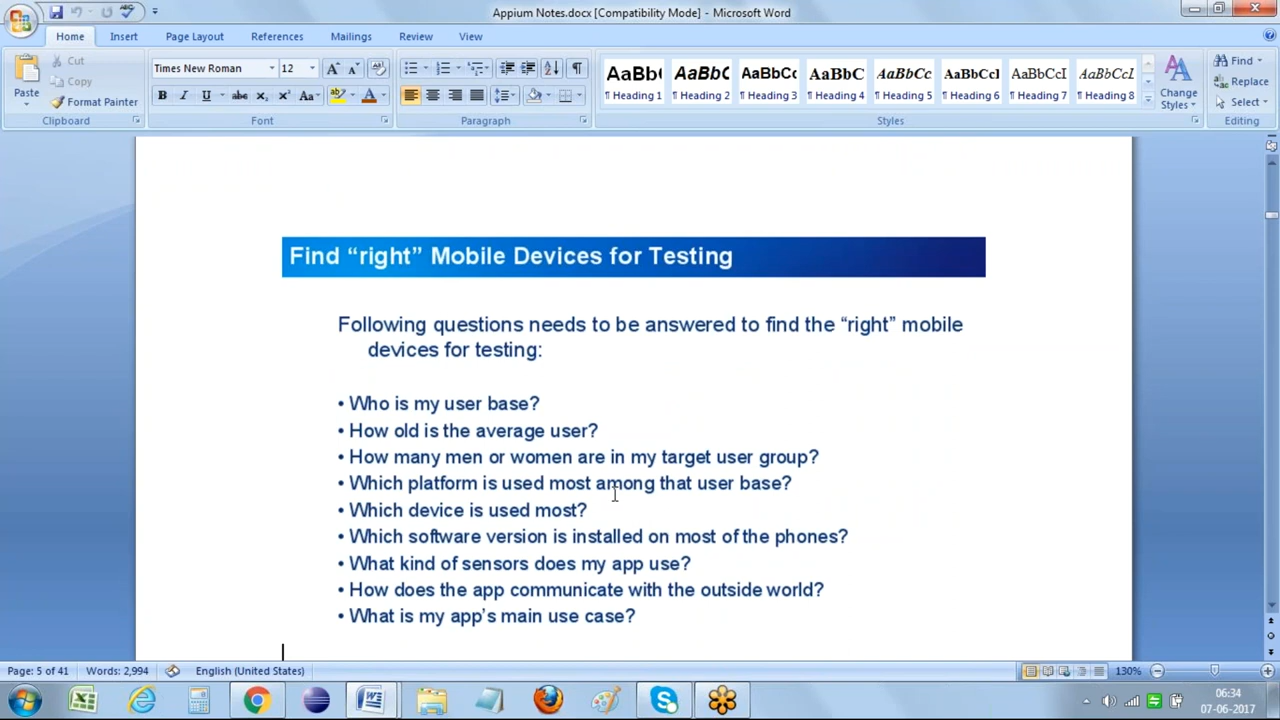 Appium Notes.docx [Compatibility Mode] - Microsoft Word
Home Insert Page Layout References Mailings Review View
Cut
Copy
Format Painter
Paste
Clipboard
Times New Roman 12
Font
Paragraph
AaBb( AaBbC AaBbCc AaBbC AaBbCc AaBbCcI AaBbCcI AaBbCcI
¶ Heading 1 ¶ Heading 2 ¶ Heading 3 ¶ Heading 4 ¶ Heading 5 ¶ Heading 6 ¶ Heading 7 ¶ Heading 8
Change
Styles
Styles
Find
Replace
Select
Editing
Find “right” Mobile Devices for Testing
Following questions needs to be answered to find the “right” mobile
devices for testing:
• Who is my user base?
• How old is the average user?
• How many men or women are in my target user group?
• Which platform is used most among that user base?
• Which device is used most?
• Which software version is installed on most of the phones?
• What kind of sensors does my app use?
• How does the app communicate with the outside world?
• What is my app’s main use case?
Page: 5 of 41 Words: 2,994 English (United States) 130%
06:34
07-06-2017